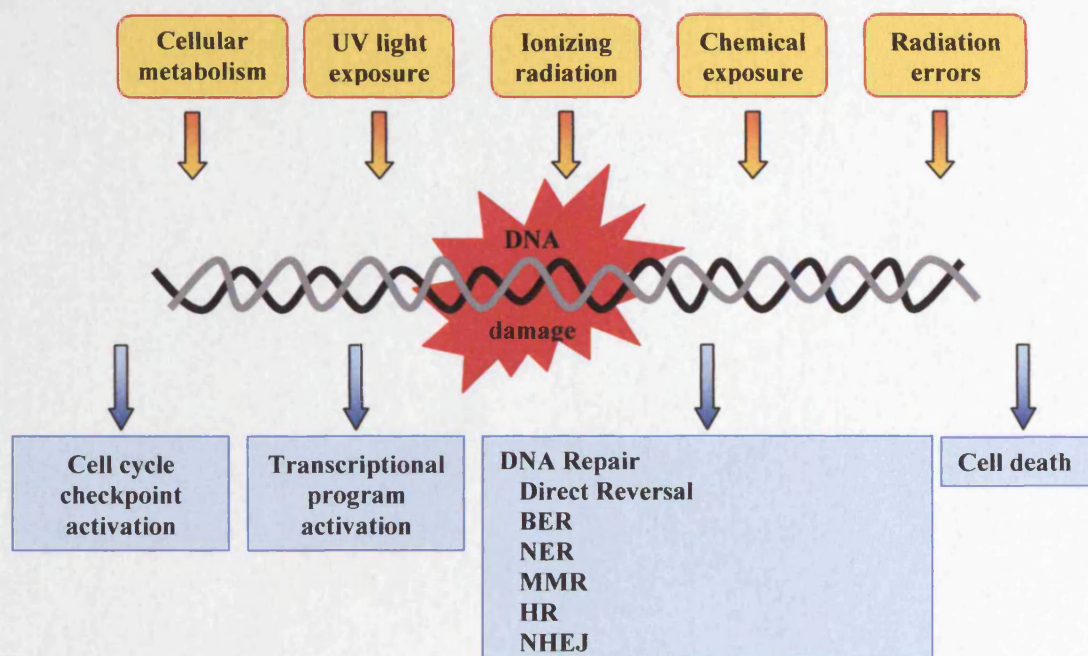 Cellular
metabolism
UV light
exposure
Ionizing
radiation
Chemical
exposure
Radiation
errors
DNA
damage
Cell cycle
checkpoint
activation
Transcriptional
program
activation
DNA Repair
Direct Reversal
BER
NER
MMR
HR
NHEJ
Cell death